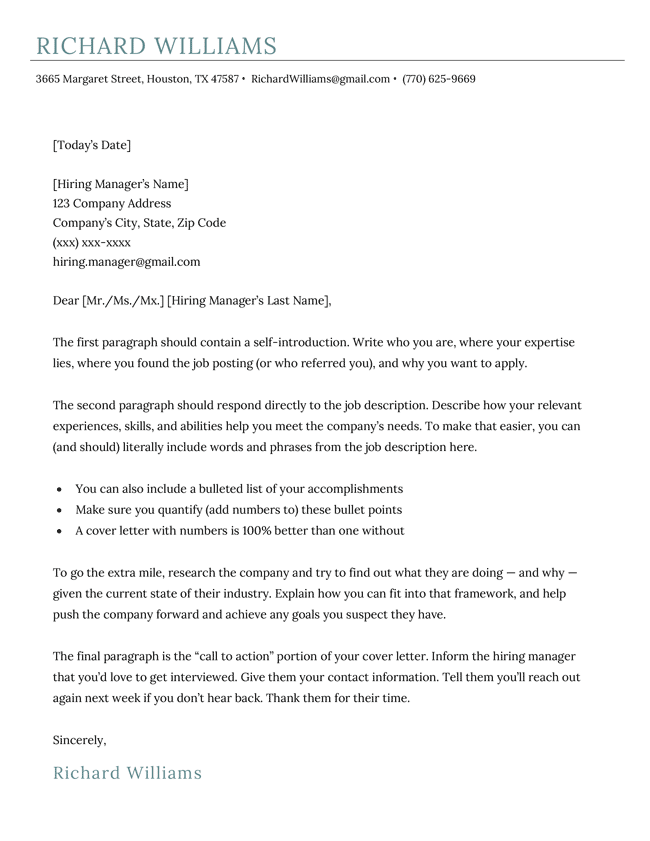 RICHARD WILLIAMS
3665 Margaret Street, Houston, TX 47587 • RichardWilliams@gmail.com • (770) 625-9669
[Today’s Date]
[Hiring Manager’s Name]
123 Company Address
Company’s City, State, Zip Code
(xxx) xxx-xxxx
hiring.manager@gmail.com
Dear [Mr./Ms./Mx.] [Hiring Manager’s Last Name],
The first paragraph should contain a self-introduction. Write who you are, where your expertise
lies, where you found the job posting (or who referred you), and why you want to apply.
The second paragraph should respond directly to the job description. Describe how your relevant
experiences, skills, and abilities help you meet the company’s needs. To make that easier, you can
(and should) literally include words and phrases from the job description here.
• You can also include a bulleted list of your accomplishments
• Make sure you quantify (add numbers to) these bullet points
• A cover letter with numbers is 100% better than one without
To go the extra mile, research the company and try to find out what they are doing — and why —
given the current state of their industry. Explain how you can fit into that framework, and help
push the company forward and achieve any goals you suspect they have.
The final paragraph is the “call to action” portion of your cover letter. Inform the hiring manager
that you’d love to get interviewed. Give them your contact information. Tell them you’ll reach out
again next week if you don’t hear back. Thank them for their time.
Sincerely,
Richard Williams